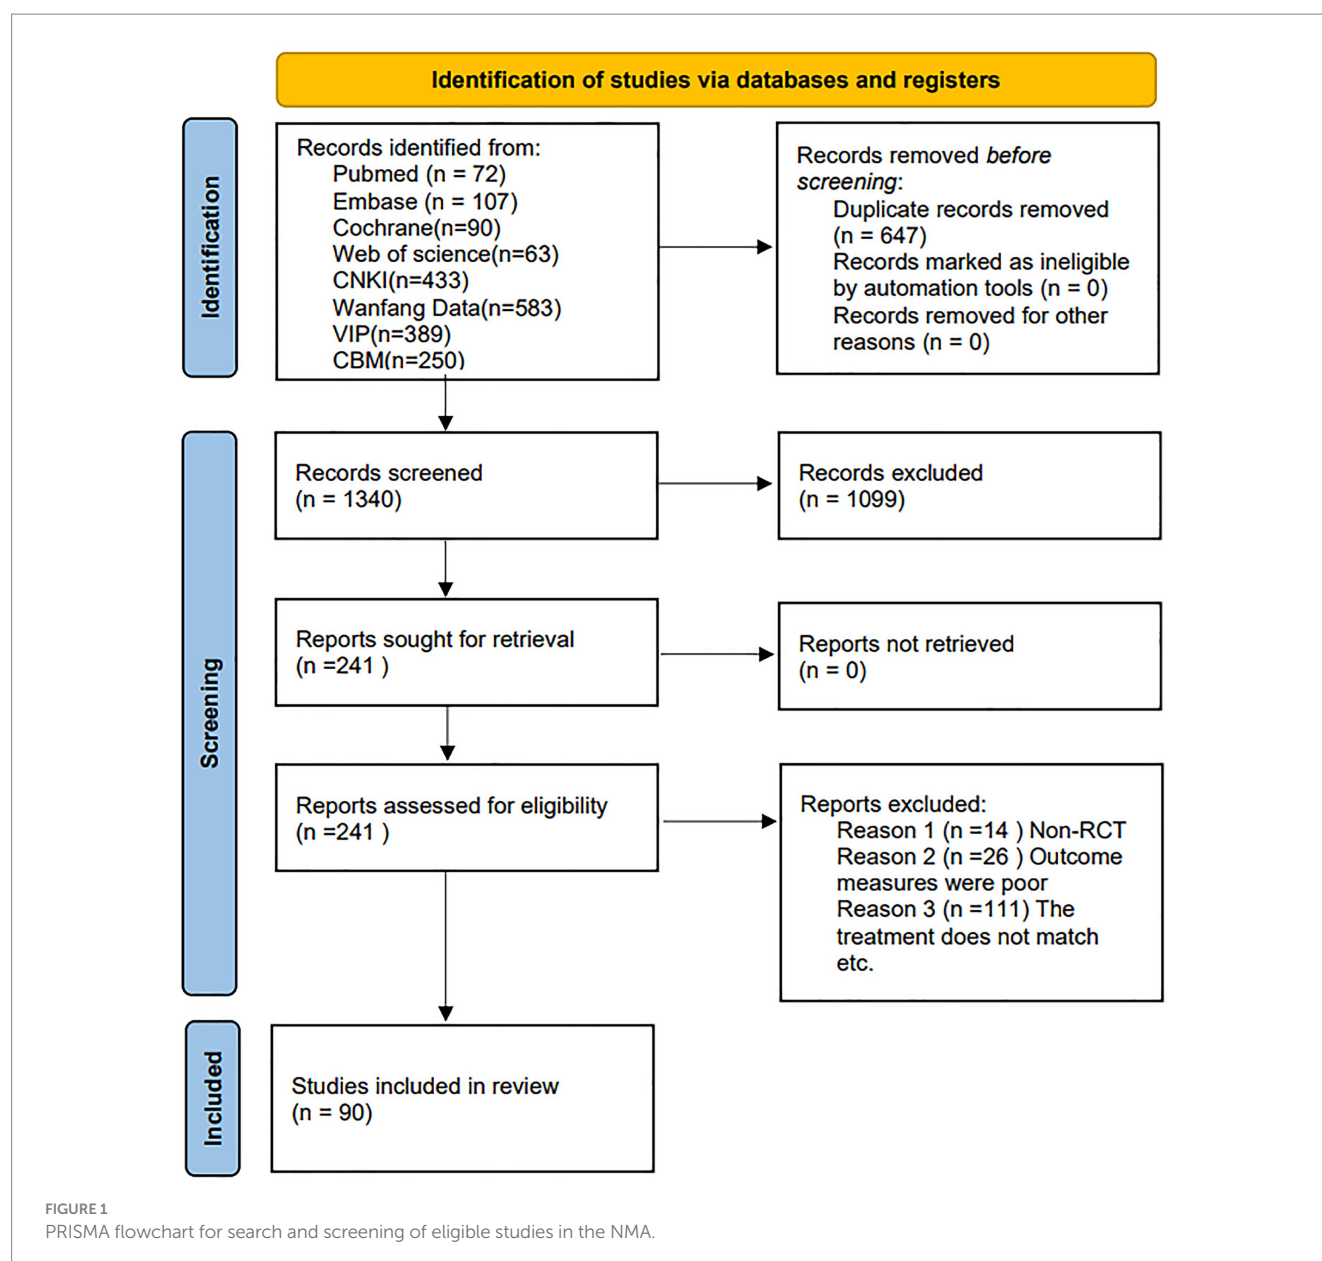 Identification of studies via databases and registers
Identification
Records identified from:
Pubmed (n = 72)
Embase (n = 107)
Cochrane(n=90)
Web of science(n=63)
CNKI(n=433)
Wanfang Data(n=583)
VIP(n=389)
CBM(n=250)
Records removed before
screening:
Duplicate records removed
(n = 647)
Records marked as ineligible
by automation tools (n = 0)
Records removed for other
reasons (n = 0)
Screening
Records screened
(n = 1340)
Records excluded
(n = 1099)
Reports sought for retrieval
(n =241 )
Reports not retrieved
(n = 0)
Reports assessed for eligibility
(n =241 )
Reports excluded:
Reason 1 (n =14 ) Non-RCT
Reason 2 (n =26 ) Outcome
measures were poor
Reason 3 (n =111) The
treatment does not match
etc.
Included
Studies included in review
(n = 90)
FIGURE 1
PRISMA flowchart for search and screening of eligible studies in the NMA.